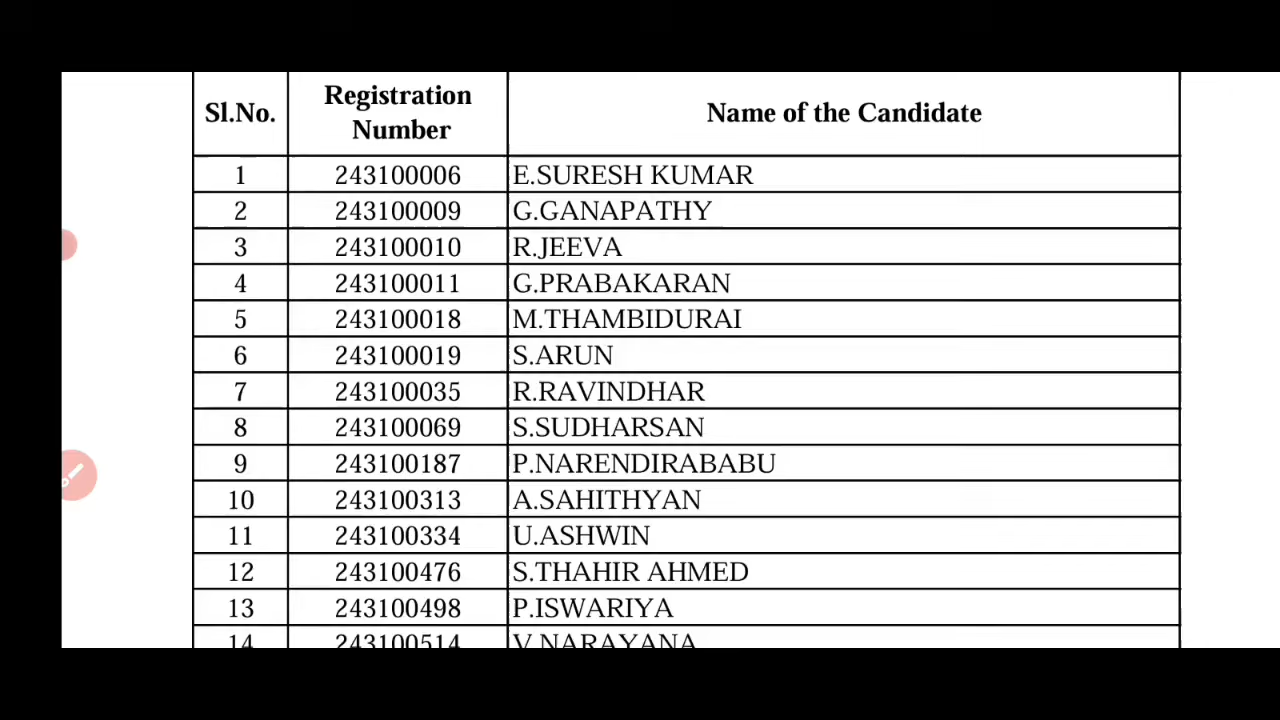 Sl.No. Registration Number Name of the Candidate
1 243100006 E.SURESH KUMAR
2 243100009 G.GANAPATHY
3 243100010 R.JEEVA
4 243100011 G.PRABAKARAN
5 243100018 M.THAMBIDURAI
6 243100019 S.ARUN
7 243100035 R.RAVINDHAR
8 243100069 S.SUDHARSAN
9 243100187 P.NARENDIRABABU
10 243100313 A.SAHITHYAN
11 243100334 U.ASHWIN
12 243100476 S.THAHIR AHMED
13 243100498 P.ISWARIYA
14 243100514 V.NARAYANA